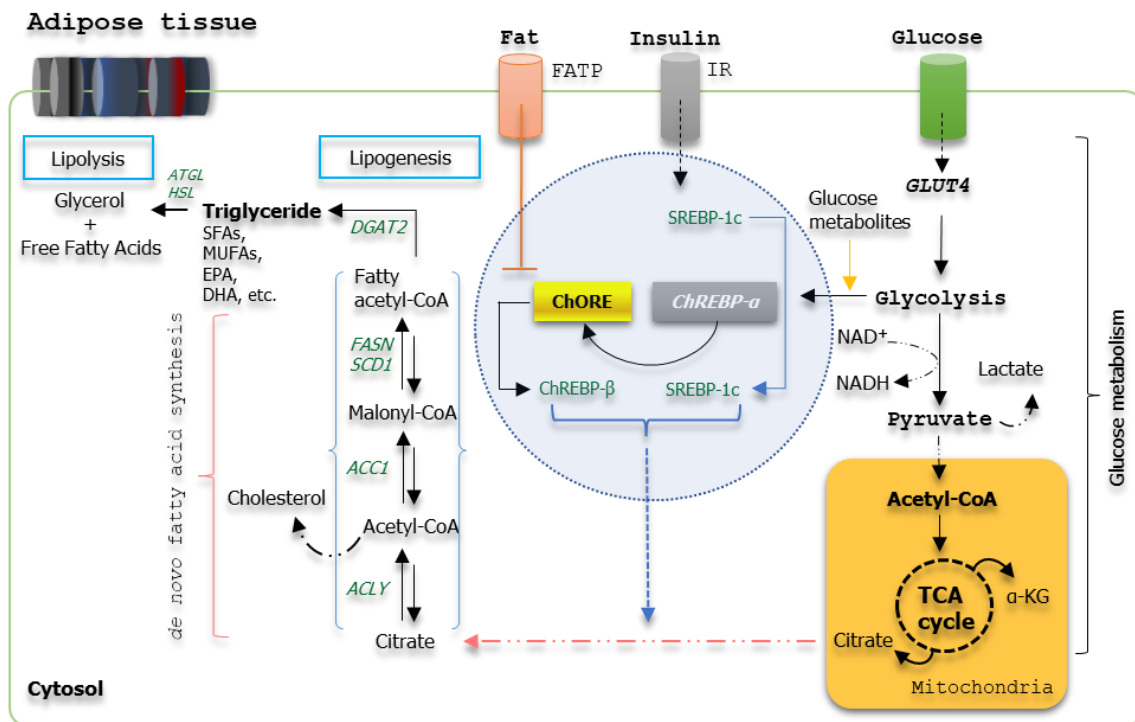 Adipose tissue
Fat
FATP
Insulin
IR
Glucose
Lipolysis
Lipogenesis
ATGL
HSL
Glycerol
+
Free Fatty Acids
Triglyceride
SFAs,
MUFAs,
EPA,
DHA, etc.
DGAT2
Fatty
acetyl-CoA
FASN
SCD1
Malonyl-CoA
ACC1
Cholesterol
Acetyl-CoA
ACLY
Citrate
de novo fatty acid synthesis
SREBP-1c
ChORE
ChREBP-α
ChREBP-β
SREBP-1c
Glucose
metabolites
GLUT4
Glycolysis
NAD+
NADH
Lactate
Pyruvate
Acetyl-CoA
TCA
cycle
α-KG
Citrate
Mitochondria
Glucose metabolism
Cytosol